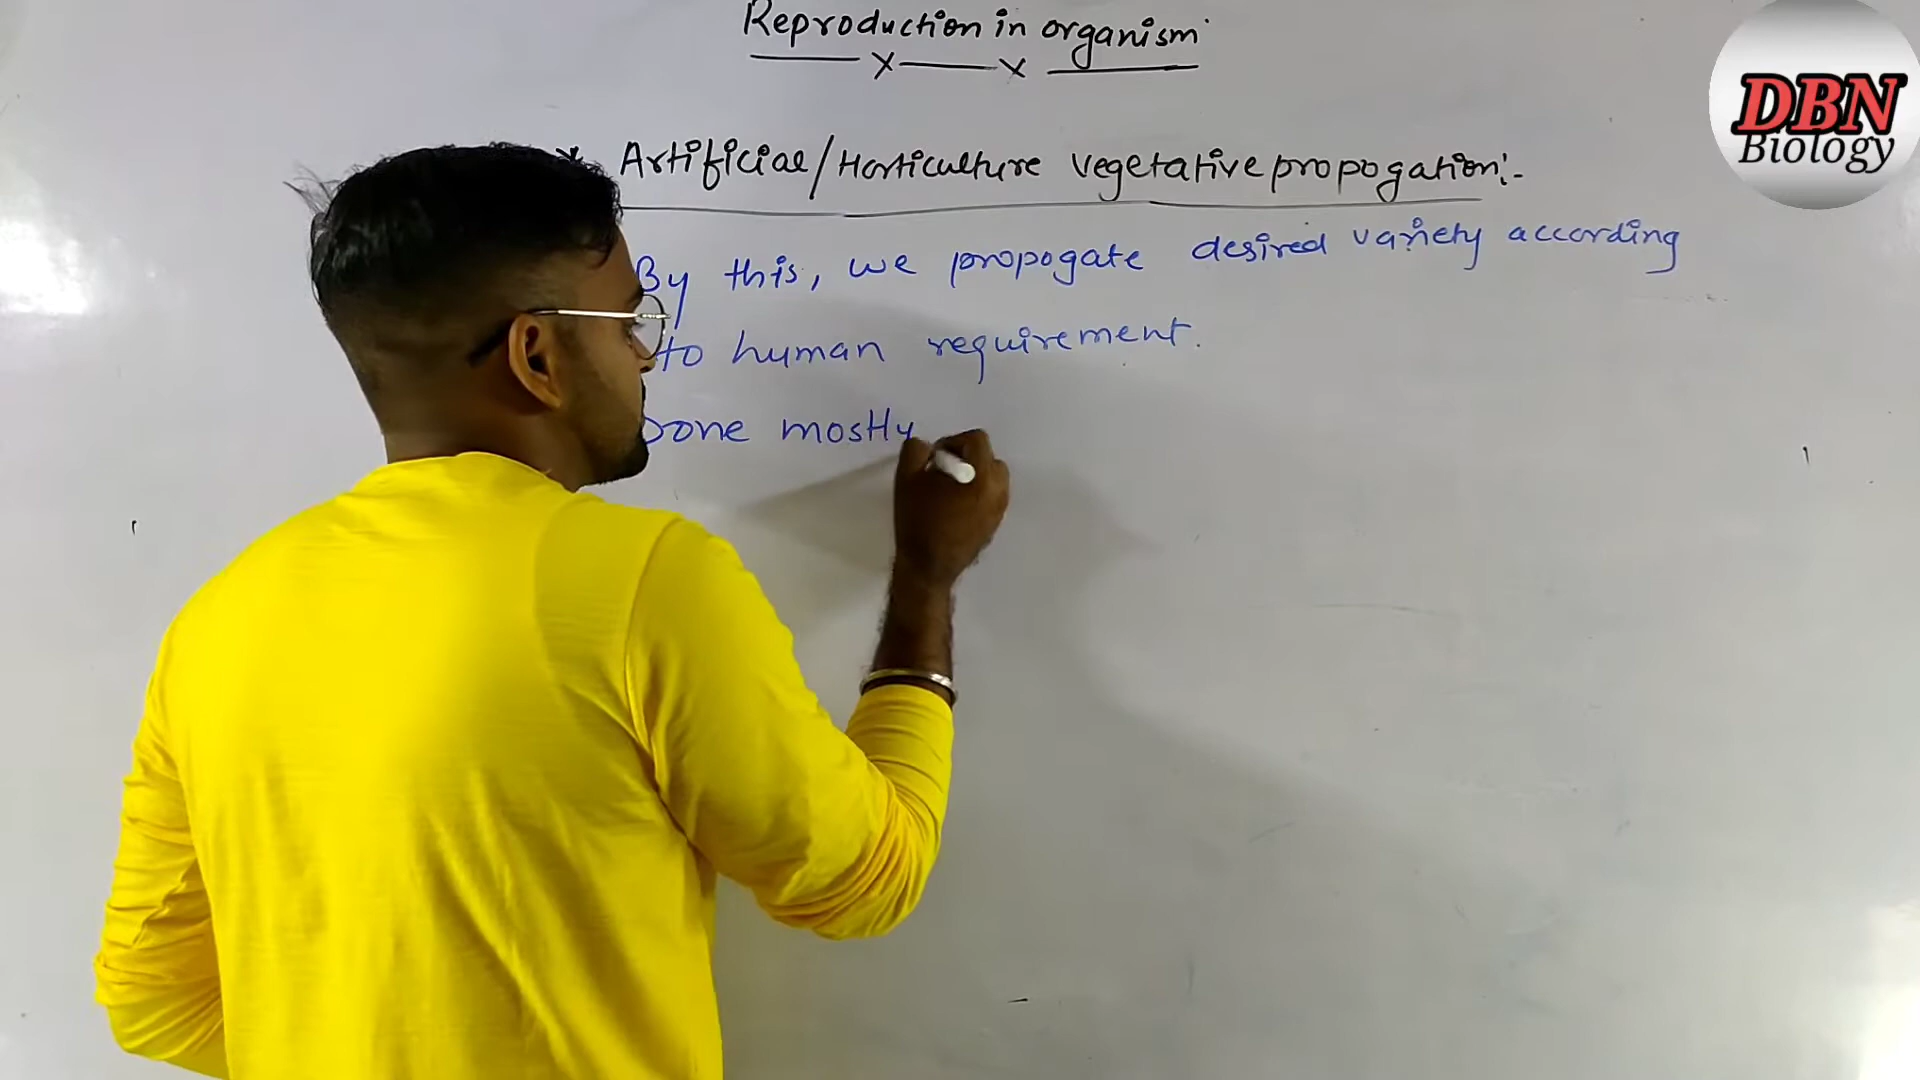 Reproduction in organism
DBN
Biology
* Artificial/Horticulture vegetative propogation:-
By this, we propogate desired variety according
to human requirement.
Done mostly